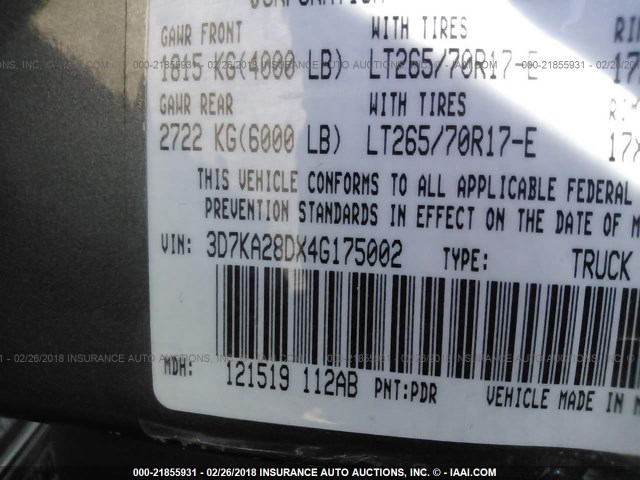 GAWR FRONT WITH TIRES
1815 KG(4000 LB) LT265/70R17-E 17
GAWR REAR WITH TIRES
2722 KG(6000 LB) LT265/70R17-E 17X
THIS VEHICLE CONFORMS TO ALL APPLICABLE FEDERAL
PREVENTION STANDARDS IN EFFECT ON THE DATE OF M
VIN: 3D7KA28DX4G175002 TYPE: TRUCK
MDH: 121519 112AB PNT:PDR VEHICLE MADE IN
000-21855931 - 02/26/2018 INSURANCE AUTO AUCTIONS, INC. - © IAAI.COM